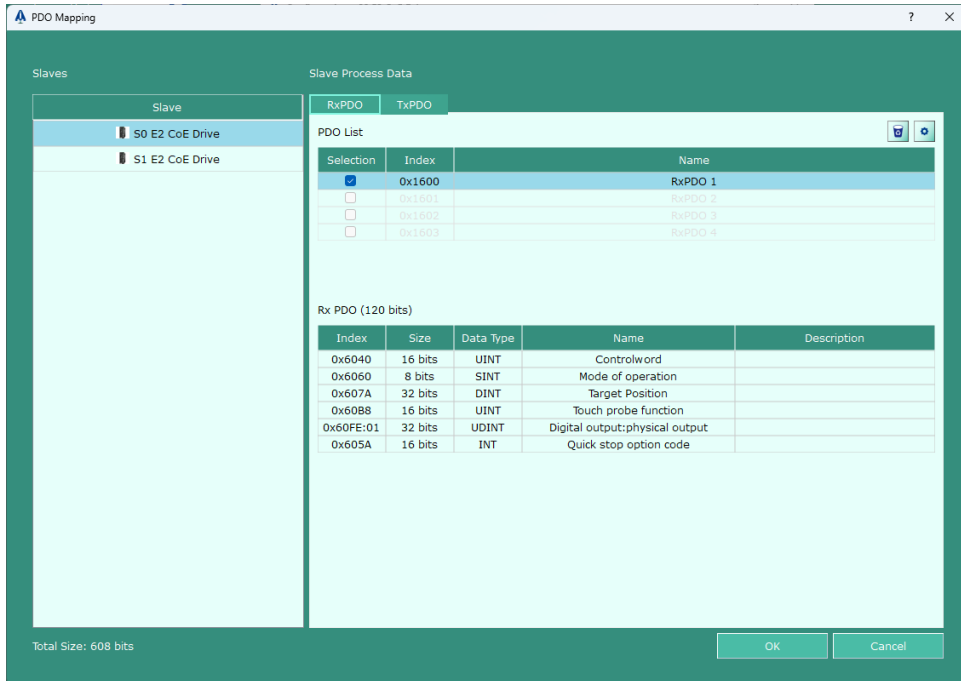 PDO Mapping
?
Slaves
Slave Process Data
Slave
S0 E2 CoE Drive
S1 E2 CoE Drive
RxPDO TxPDO
PDO List
Selection Index Name
0x1600 RxPDO 1
0x1601 RxPDO 2
0x1602 RxPDO 3
0x1603 RxPDO 4
Rx PDO (120 bits)
Index Size Data Type Name Description
0x6040 16 bits UINT Controlword
0x6060 8 bits SINT Mode of operation
0x607A 32 bits DINT Target Position
0x60B8 16 bits UINT Touch probe function
0x60FE:01 32 bits UDINT Digital output:physical output
0x605A 16 bits INT Quick stop option code
Total Size: 608 bits
OK Cancel